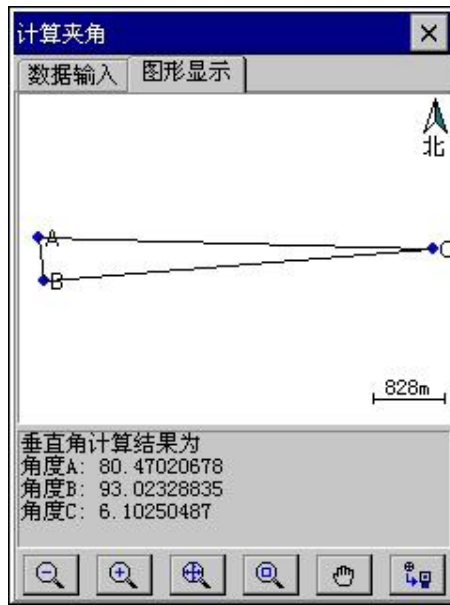 计算夹角
数据输入 图形显示
北
A
C
B
828m
垂直角计算结果为
角度A: 80.47020678
角度B: 93.02328835
角度C: 6.10250487